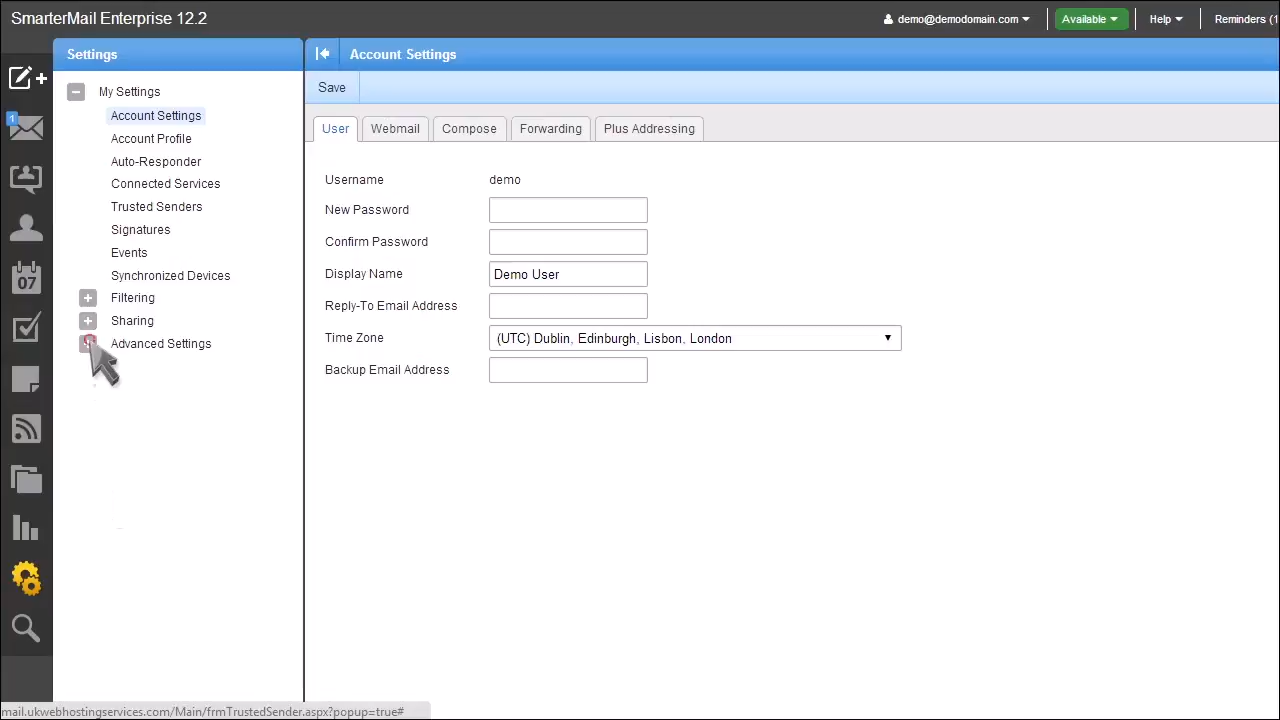 SmarterMail Enterprise 12.2
demo@demodomain.com
Available
Help
Reminders (1
Settings
Account Settings
My Settings
Save
Account Settings
Account Profile
Auto-Responder
Connected Services
Trusted Senders
Signatures
Events
Synchronized Devices
Filtering
Sharing
Advanced Settings
1
07
User
Webmail
Compose
Forwarding
Plus Addressing
Username demo
New Password
Confirm Password
Display Name Demo User
Reply-To Email Address
Time Zone (UTC) Dublin, Edinburgh, Lisbon, London
Backup Email Address
mail.ukwebhostingservices.com/Main/frmTrustedSender.aspx?popup=true#